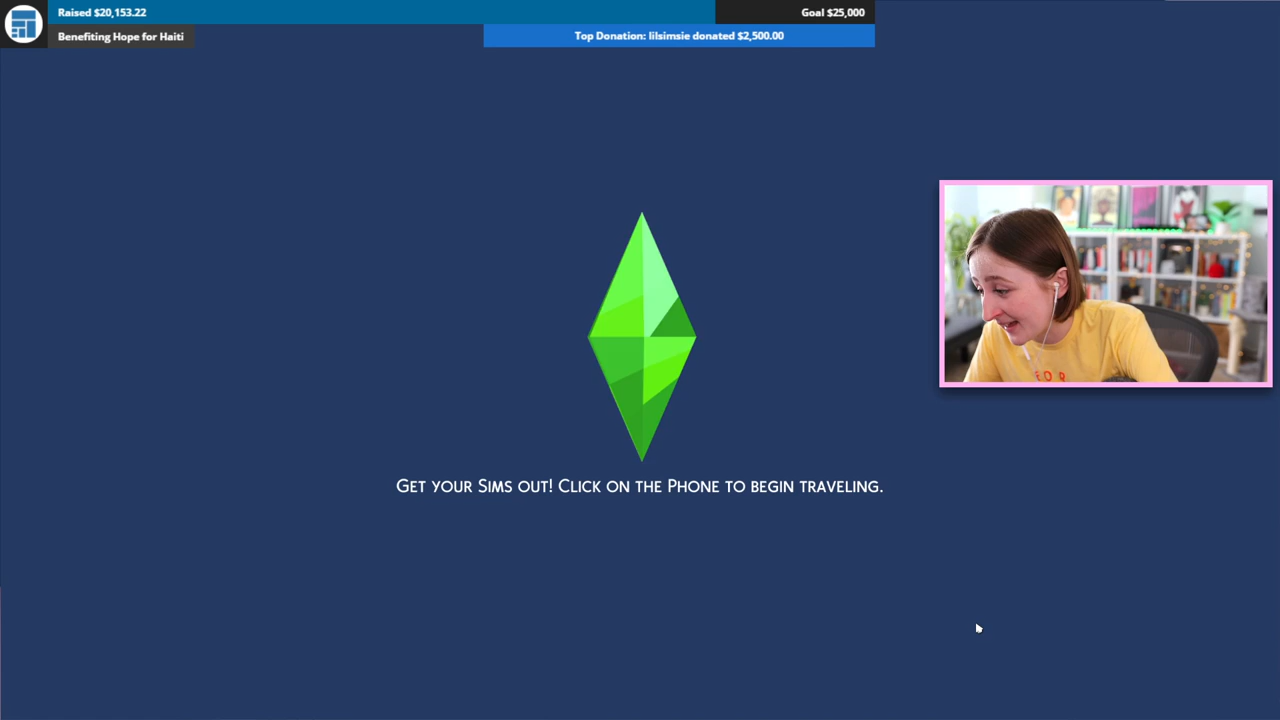 Raised $20,153.22
Goal $25,000
Benefiting Hope for Haiti
Top Donation: lilsimsie donated $2,500.00
Get your Sims out! Click on the Phone to begin traveling.